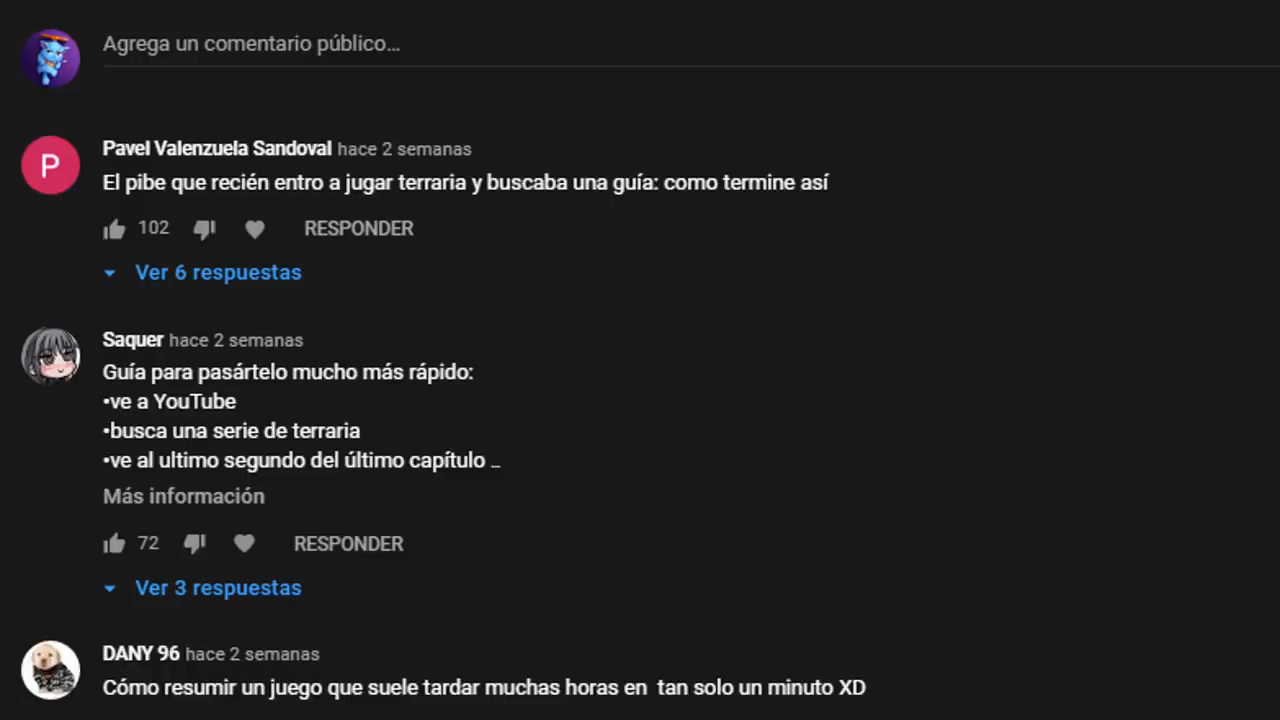 Agrega un comentario público...
Pavel Valenzuela Sandoval hace 2 semanas
P
El pibe que recién entro a jugar terraria y buscaba una guía: como termine así
102 RESPONDER
Ver 6 respuestas
Saquer hace 2 semanas
Guía para pasártelo mucho más rápido:
•ve a YouTube
•busca una serie de terraria
•ve al ultimo segundo del último capítulo ...
Más información
72 RESPONDER
Ver 3 respuestas
DANY 96 hace 2 semanas
Cómo resumir un juego que suele tardar muchas horas en  tan solo un minuto XD